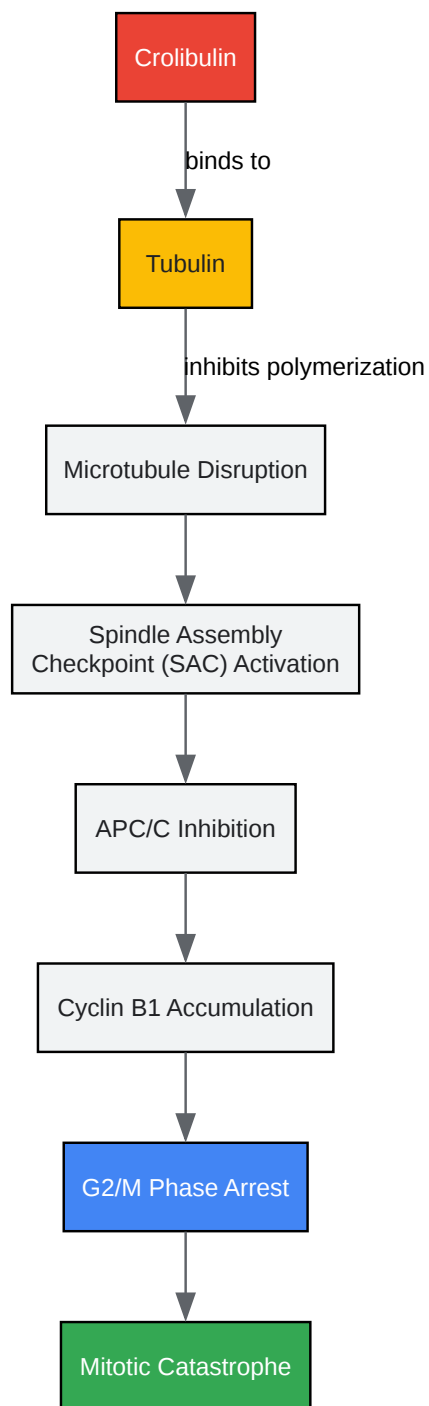 Crolibulin
binds to
Tubulin
inhibits polymerization
Microtubule Disruption
Spindle Assembly
Checkpoint (SAC) Activation
APC/C Inhibition
Cyclin B1 Accumulation
G2/M Phase Arrest
Mitotic Catastrophe